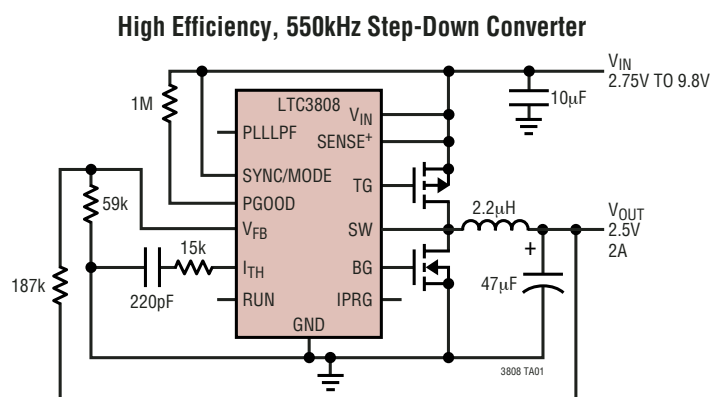 High Efficiency, 550kHz Step-Down Converter
VIN
2.75V TO 9.8V
10μF
1M
LTC3808
VIN
PLLLPF
SENSE+
SYNC/MODE
TG
PGOOD
59k
VFB
SW
2.2μH
VOUT
2.5V
2A
15k
ITH
BG
+
47μF
187k
220pF
RUN
IPRG
GND
3808 TA01